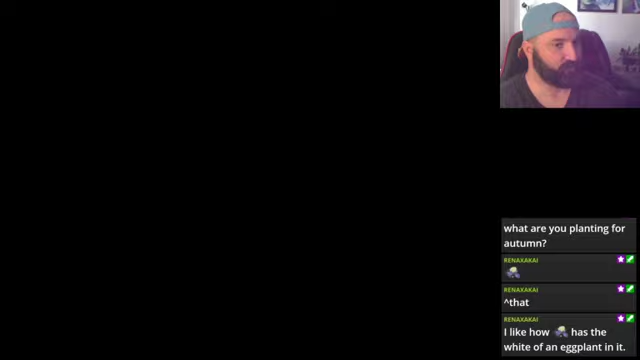 what are you planting for
autumn?
RENAXAKAI
RENAXAKAI
^that
RENAXAKAI
I like how has the
white of an eggplant in it.